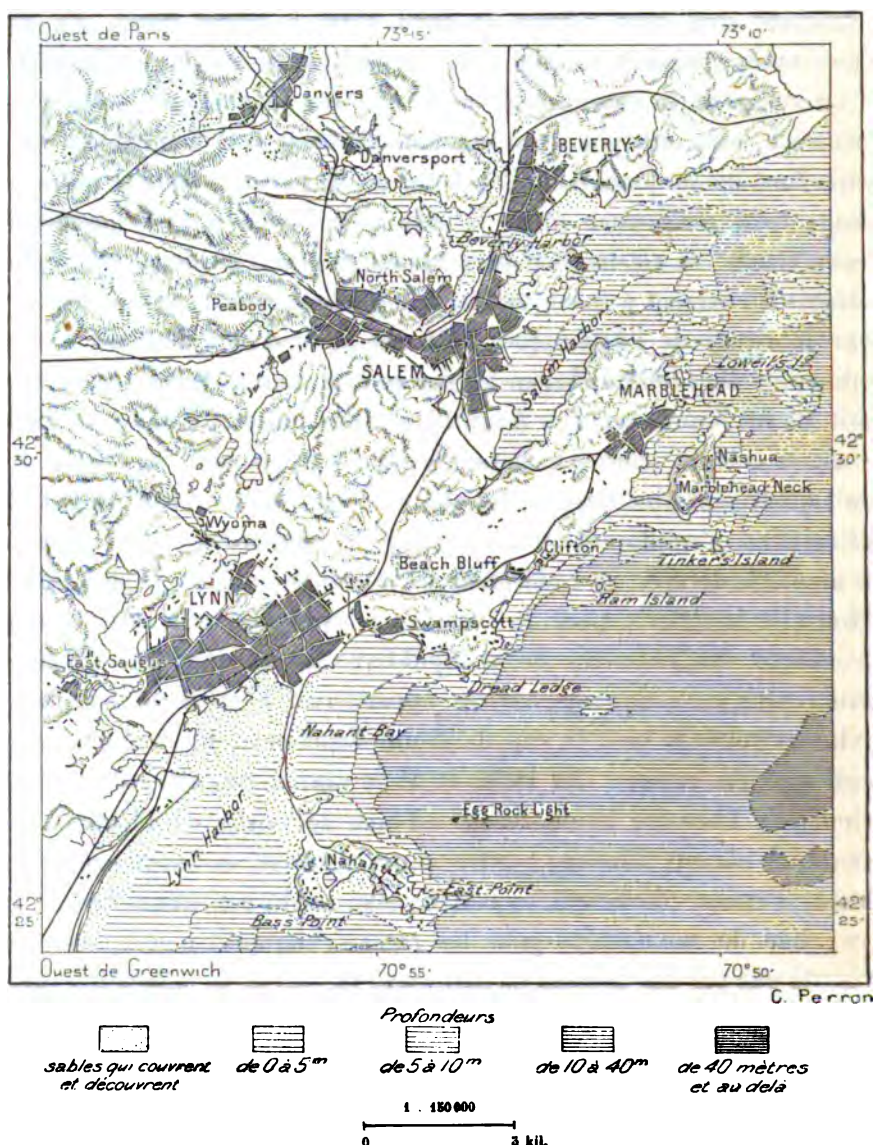 Ouest de Paris
73°15'
73°10'
Danvers
Danversport
BEVERLY
Beverly Harbor
North Salem
Peabody
SALEM
Salem Harbor
Lowell's Is
MARBLEHEAD
42°
30'
42°
30'
Nashua
Marblehead Neck
Wyoma
Clifton
Beach Bluff
Tinker's Island
Ram Island
LYNN
Swampscott
East Saugus
Dread Ledge
Nahant Bay
Egg Rock Light
Lynn Harbor
Nahant
East Point
Bass Point
42°
25'
42°
25'
Ouest de Greenwich
70°55'
70°50'
C. Perron
Profondeurs
sables qui couvrent
et découvrent
de 0 à 5m
de 5 à 10m
de 10 à 40m
de 40 mètres
et au delà
1 : 150000
0
3 kil.